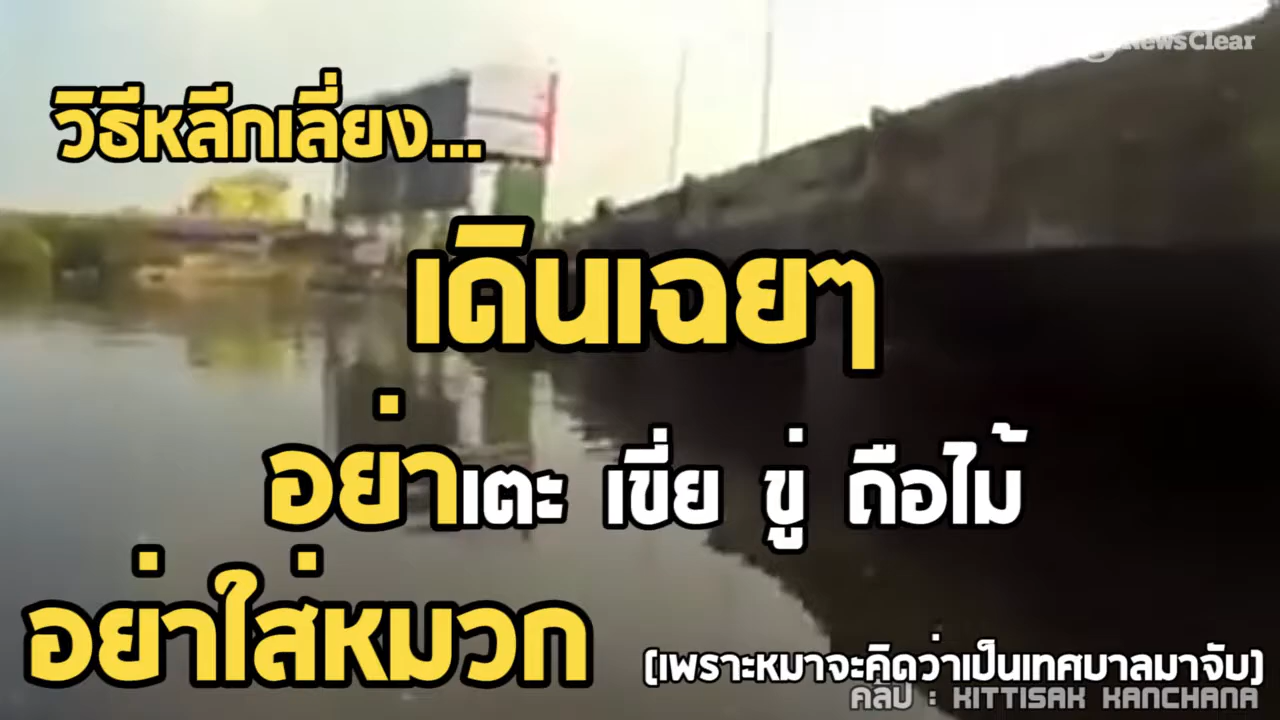 NewsClear
วิธีหลีกเลี่ยง...
เดินเฉยๆ
อย่าเตะ เขี่ย ขู่ ถือไม้
อย่าใส่หมวก
(เพราะหมาจะคิดว่าเป็นเทศบาลมาจับ)
คลิป : KITTISAK KANCHANA